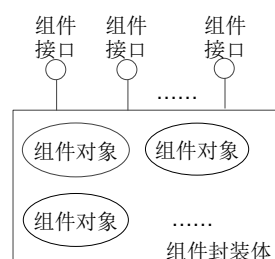 组件 组件 组件
接口 接口 接口
......
组件对象 组件对象
组件对象 ......
组件封装体